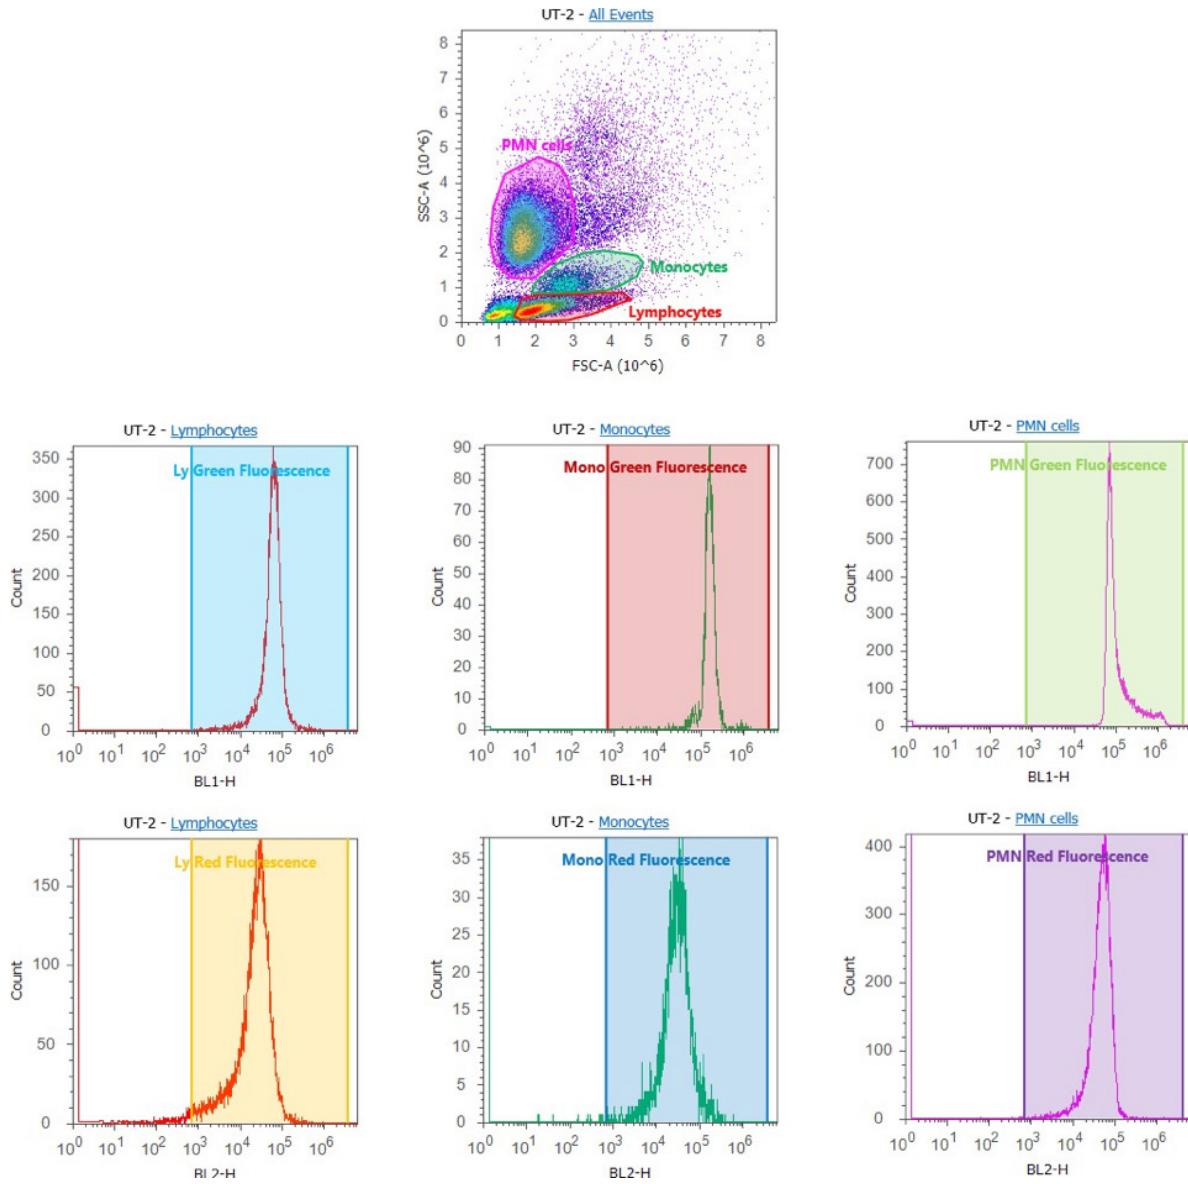 UT-2 - All Events
8
7
6
5
4
3
2
1
0
SSC-A (10^6)
PMN cells
Monocytes
Lymphocytes
0 1 2 3 4 5 6 7 8
FSC-A (10^6)
UT-2 - Lymphocytes
Ly Green Fluorescence
350
300
250
200
150
100
50
0
Count
10^0 10^1 10^2 10^3 10^4 10^5 10^6
BL1-H
UT-2 - Monocytes
Mono Green Fluorescence
90
80
70
60
50
40
30
20
10
0
Count
10^0 10^1 10^2 10^3 10^4 10^5 10^6
BL1-H
UT-2 - PMN cells
PMN Green Fluorescence
700
600
500
400
300
200
100
0
Count
10^0 10^1 10^2 10^3 10^4 10^5 10^6
BL1-H
UT-2 - Lymphocytes
Ly Red Fluorescence
150
100
50
0
Count
10^0 10^1 10^2 10^3 10^4 10^5 10^6
BL2-H
UT-2 - Monocytes
Mono Red Fluorescence
35
30
25
20
15
10
5
0
Count
10^0 10^1 10^2 10^3 10^4 10^5 10^6
BL2-H
UT-2 - PMN cells
PMN Red Fluorescence
400
300
200
100
0
Count
10^0 10^1 10^2 10^3 10^4 10^5 10^6
BL2-H